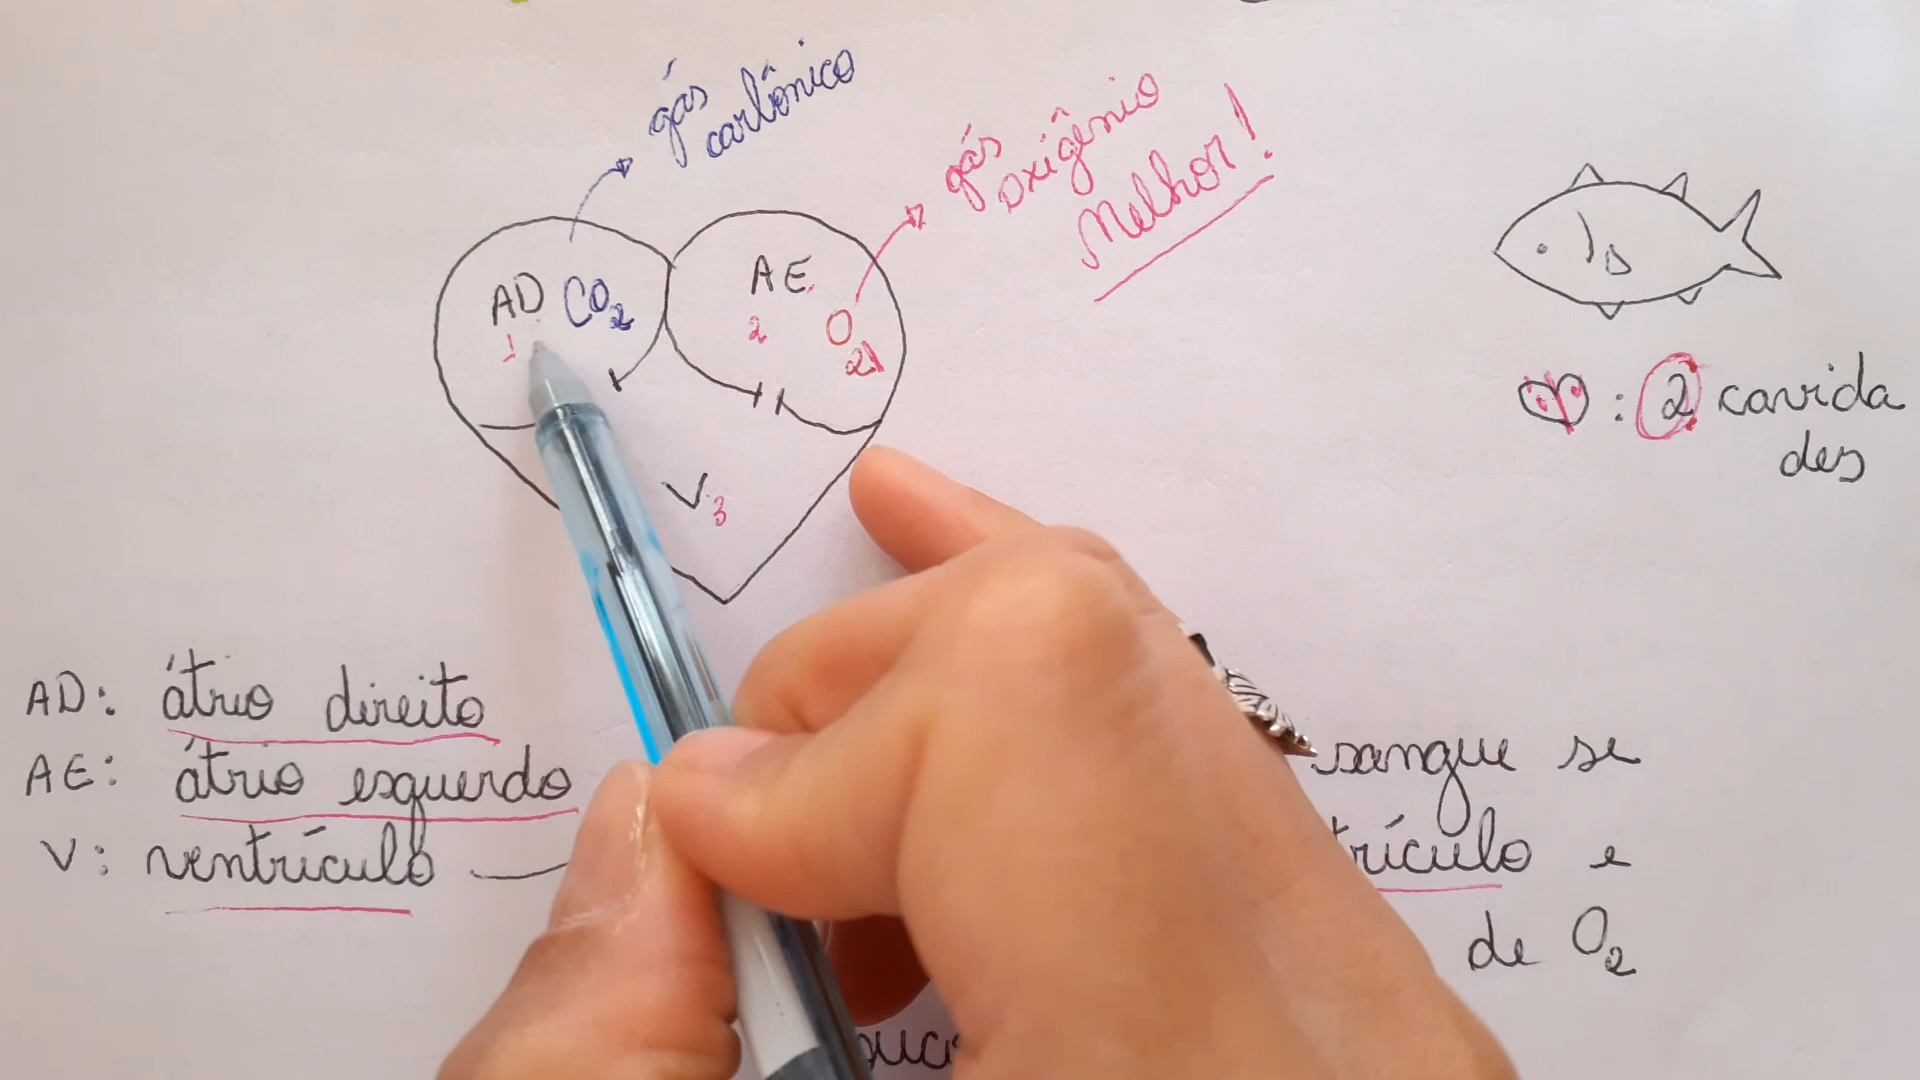 gás
carbônico
gás
oxigênio
Melhor!
AD CO2
1
AE
2 O2
V3
: 2 cavida
des
AD: átrio direito
AE: átrio esquerdo
V: ventrículo
sangue se
trículo e
de O2